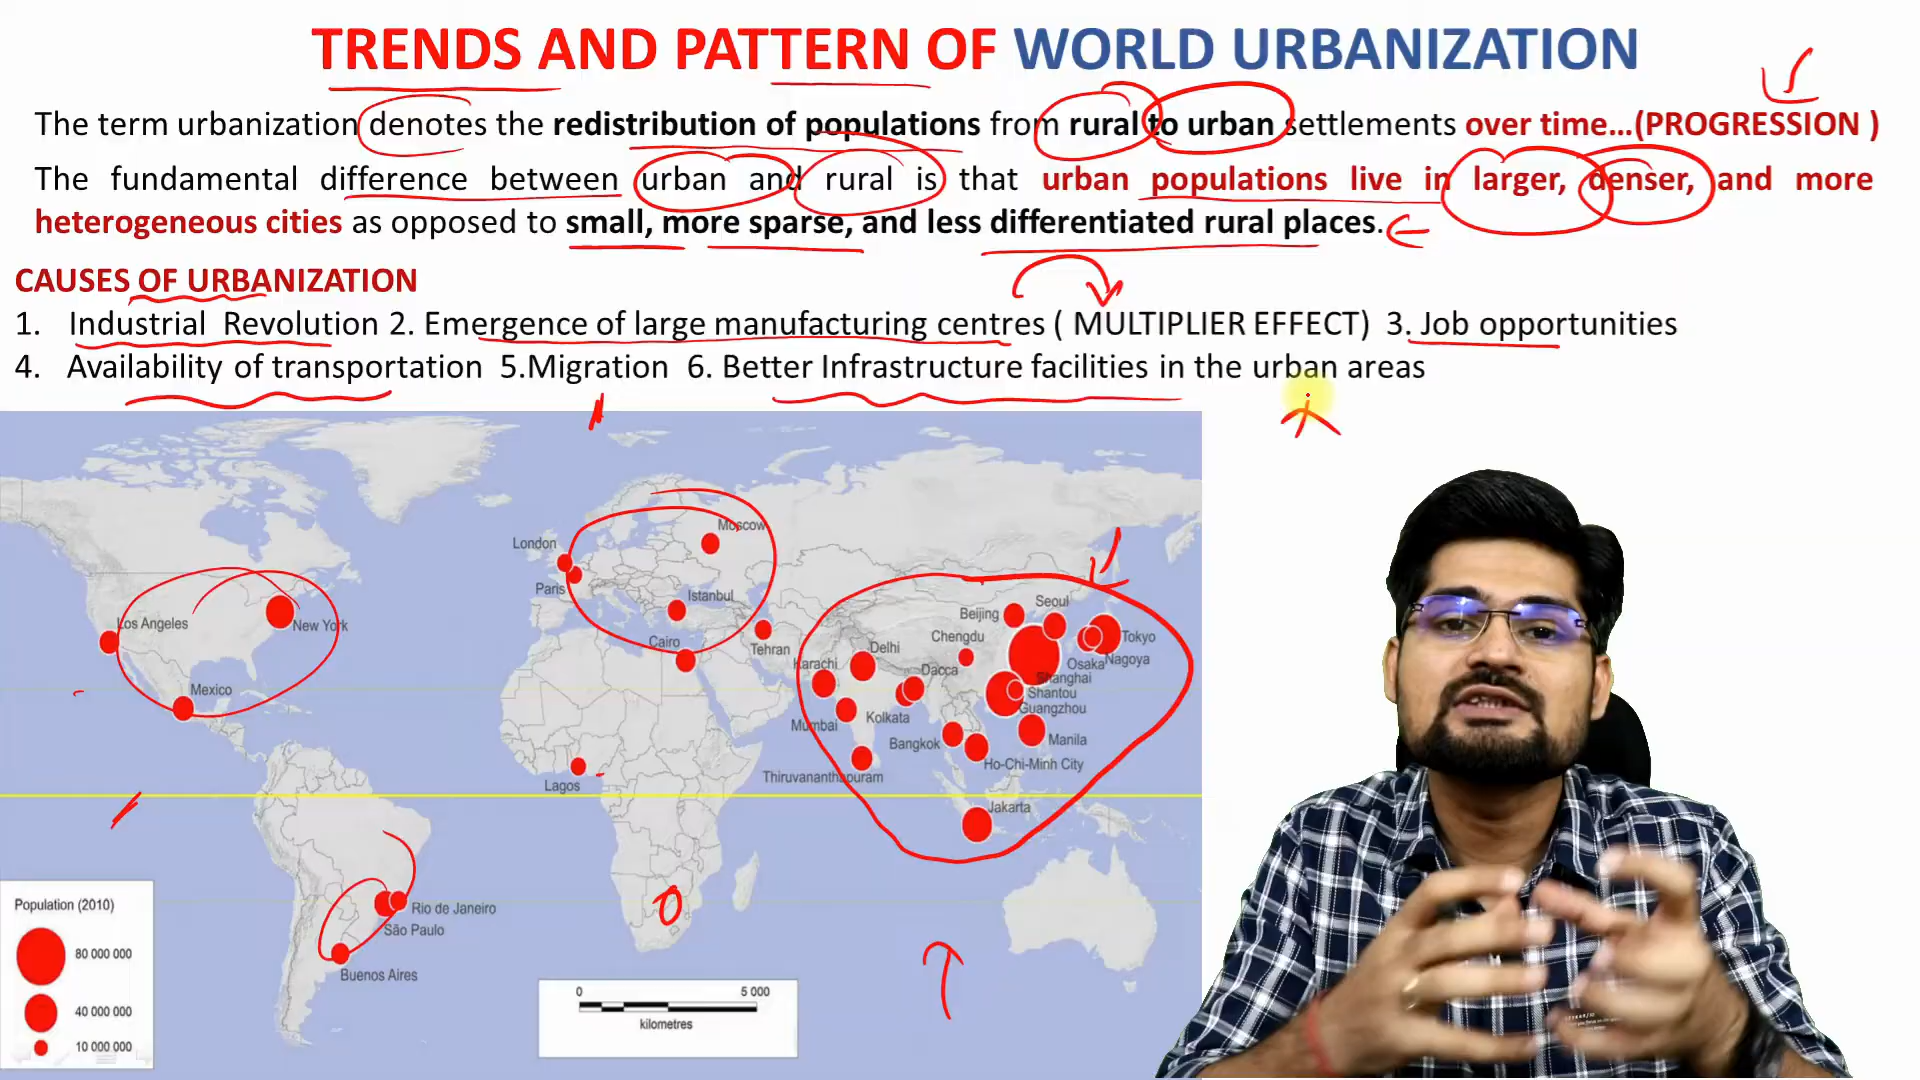 TRENDS AND PATTERN OF WORLD URBANIZATION
The term urbanization denotes the redistribution of populations from rural to urban settlements over time...(PROGRESSION )
The fundamental difference between urban and rural is that urban populations live in larger, denser, and more
heterogeneous cities as opposed to small, more sparse, and less differentiated rural places.
CAUSES OF URBANIZATION
1. Industrial Revolution 2. Emergence of large manufacturing centres ( MULTIPLIER EFFECT) 3. Job opportunities
4. Availability of transportation 5.Migration 6. Better Infrastructure facilities in the urban areas
Moscow
London
Paris
Istanbul
Los Angeles
New York
Cairo
Tehran
Mexico
Beijing
Seoul
Chengdu
Tokyo
Delhi
Karachi
Dacca
Osaka
Nagoya
Shanghai
Shantou
Guangzhou
Kolkata
Mumbai
Bangkok
Manila
Ho-Chi-Minh City
Thiruvananthapuram
Lagos
Jakarta
Rio de Janeiro
São Paulo
Buenos Aires
Population (2010)
80 000 000
40 000 000
10 000 000
0 5 000
kilometres